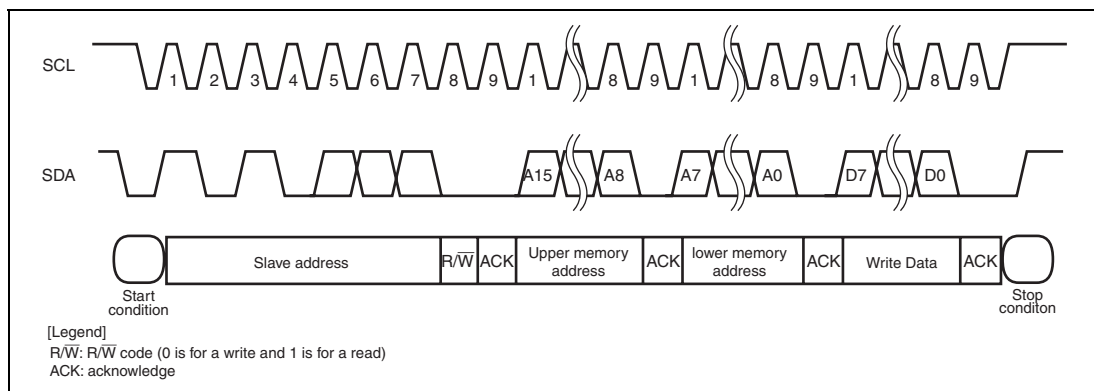 SCL
1 2 3 4 5 6 7 8 9 1 8 9 1 8 9 1 8 9
SDA
A15 A8 A7 A0 D7 D0
Slave address R/W̅ ACK Upper memory address ACK lower memory address ACK Write Data ACK
Start condition
Stop conditon
[Legend]
R/W̅: R/W̅ code (0 is for a write and 1 is for a read)
ACK: acknowledge